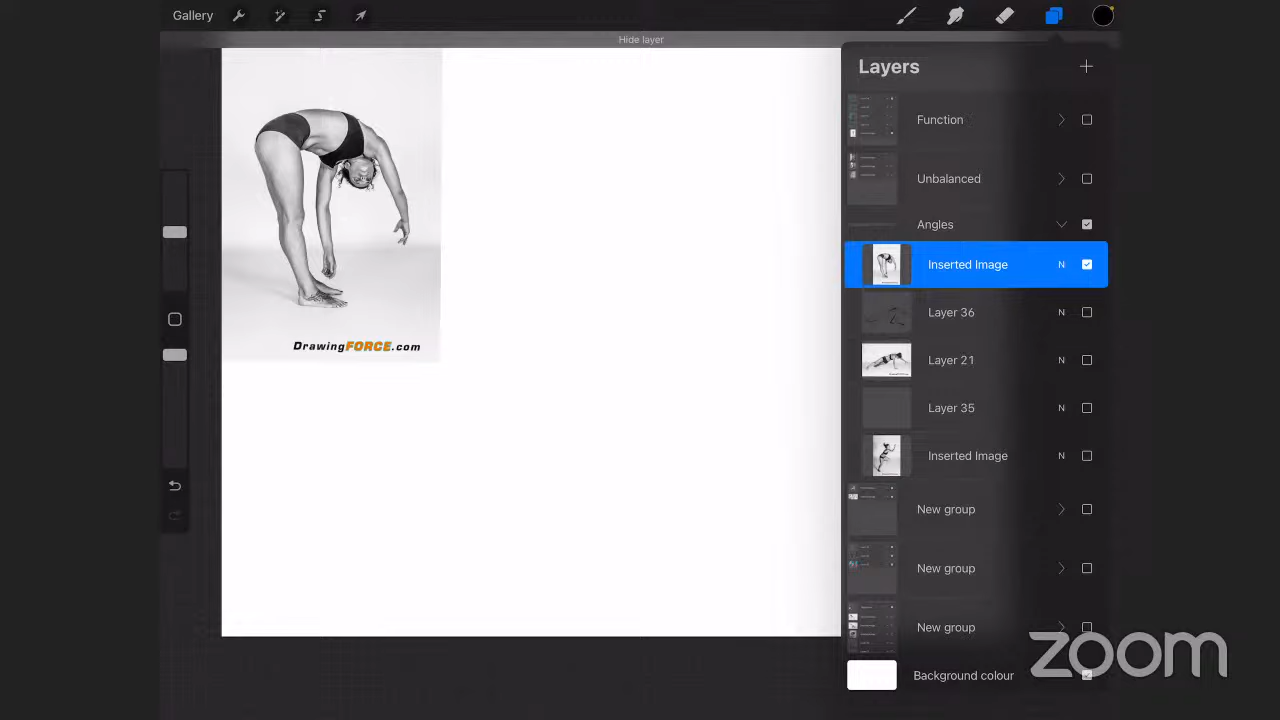 Gallery
Hide layer
Layers
Function
Unbalanced
Angles
Inserted Image N
Layer 36 N
Layer 21 N
Layer 35 N
Inserted Image N
New group
New group
New group
Background colour
DrawingFORCE.com
zoom